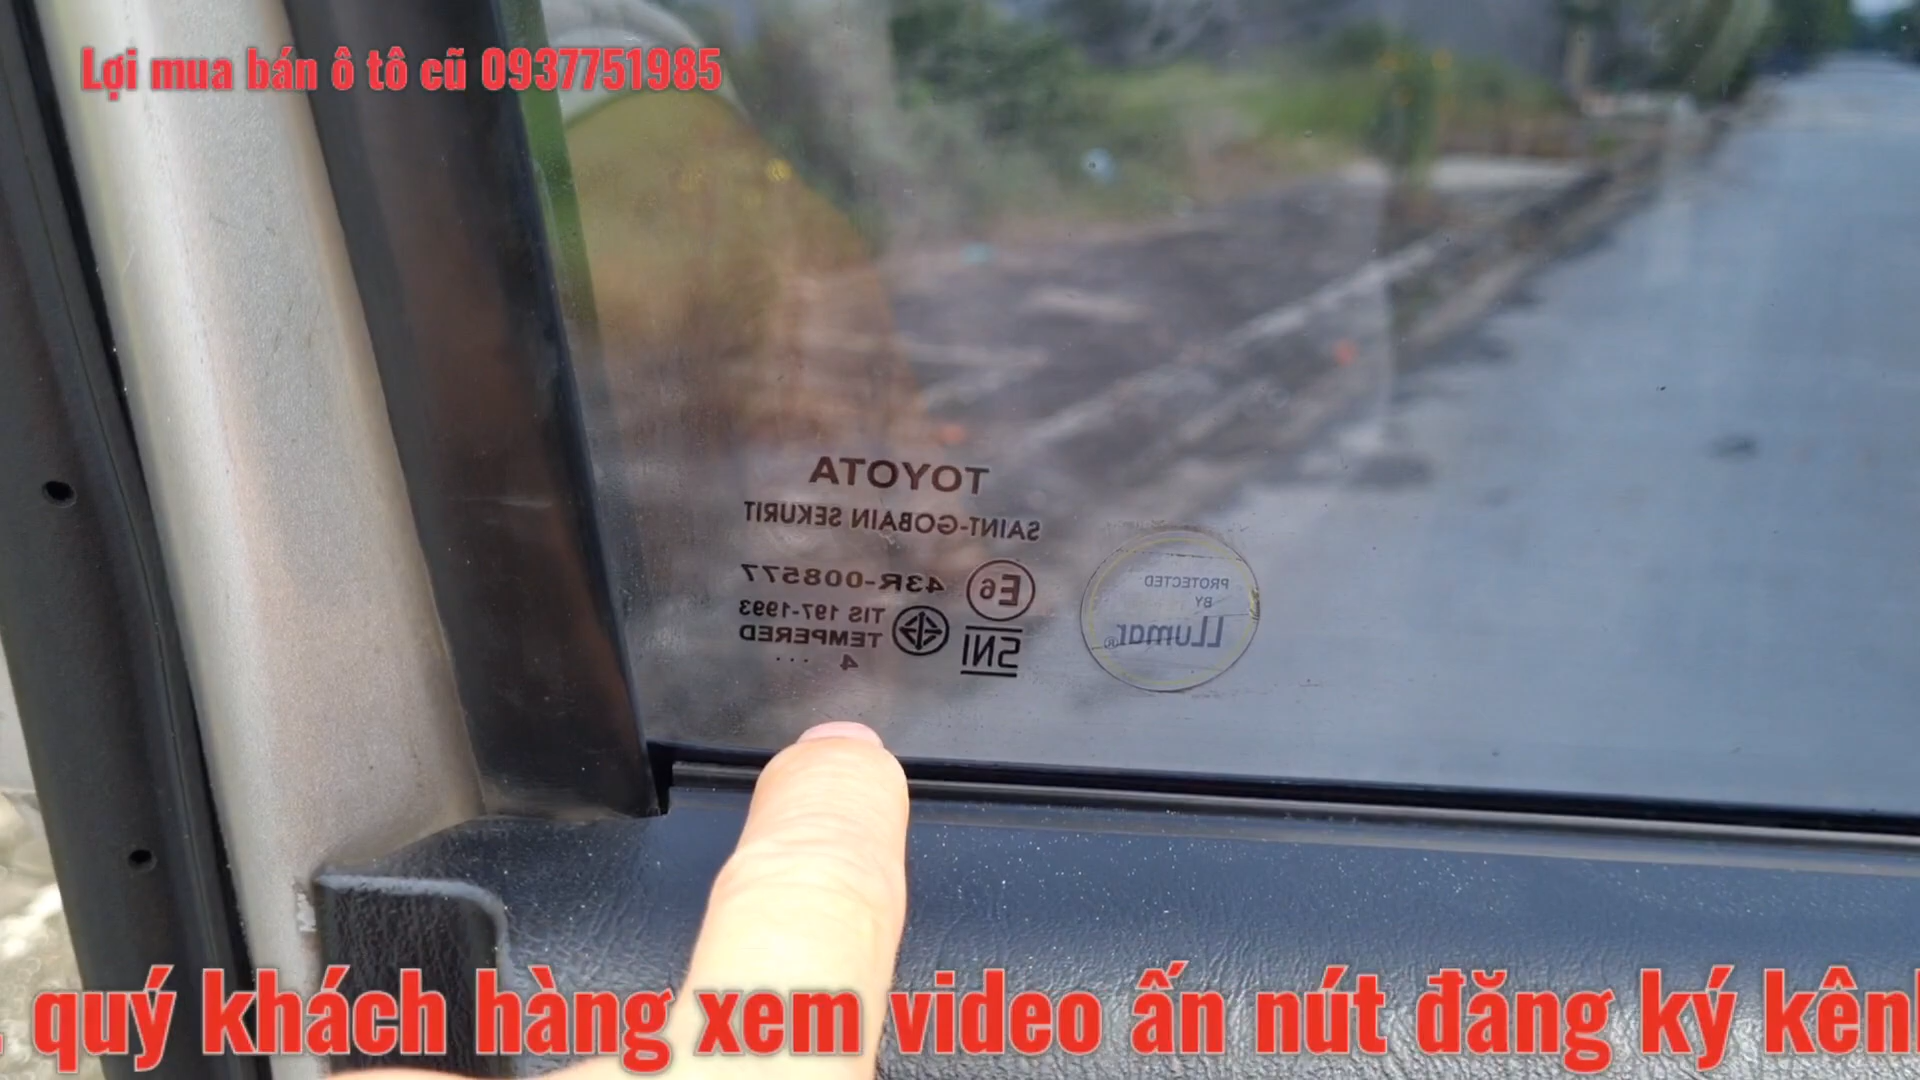 Lợi mua bán ô tô cũ 0937751985
TOYOTA
SAINT-GOBAIN SEKURIT
E6 43R-008577
TIS 197-1993
TEMPERED
SNI
4 ...
PROTECTED
BY
LLumar®
. quý khách hàng xem video ấn nút đăng ký kên